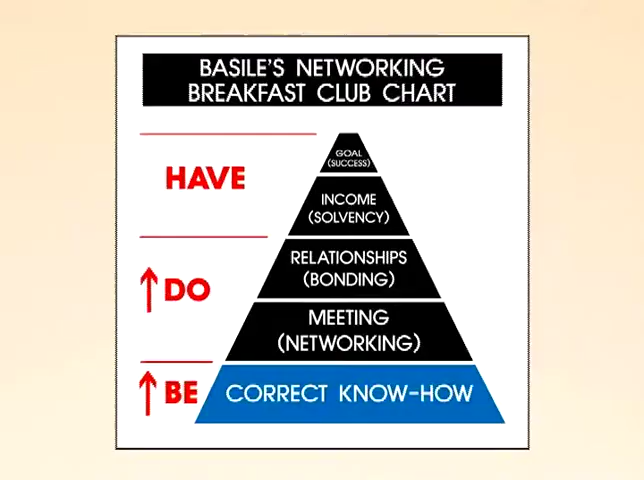 BASILE'S NETWORKING
BREAKFAST CLUB CHART
GOAL
(SUCCESS)
HAVE
INCOME
(SOLVENCY)
RELATIONSHIPS
(BONDING)
DO
MEETING
(NETWORKING)
BE
CORRECT KNOW-HOW